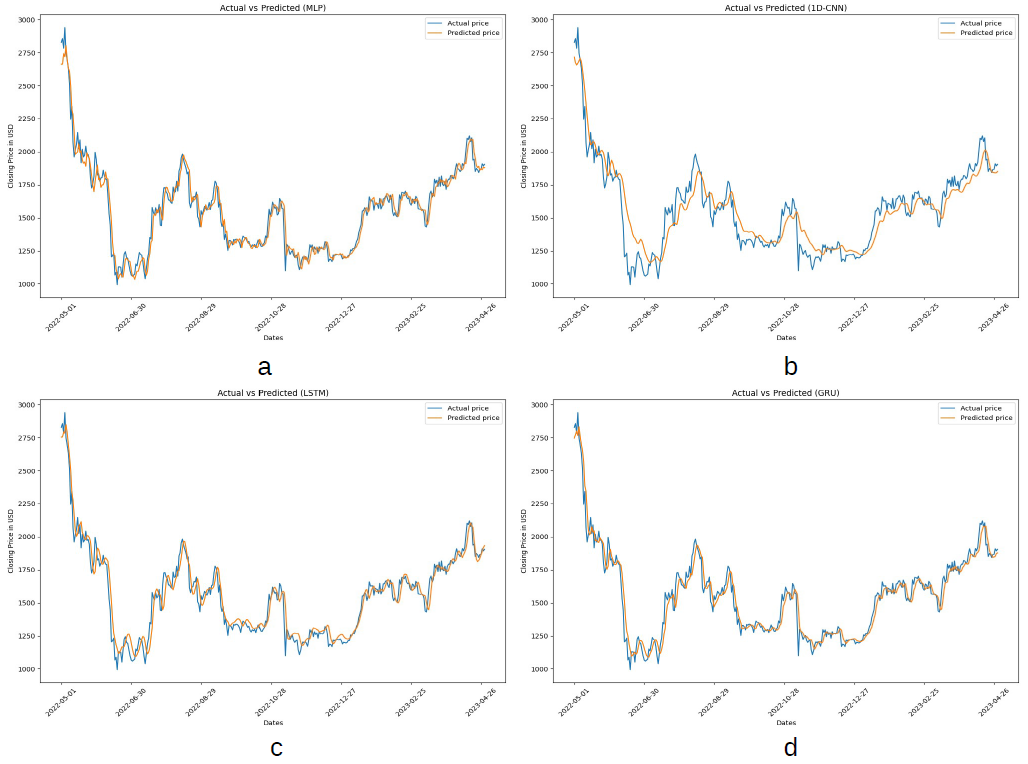 Actual vs Predicted (MLP)
Actual price
Predicted price
3000
2750
2500
2250
2000
1750
1500
1250
1000
Closing Price in USD
2022-05-01
2022-06-30
2022-08-29
2022-10-28
2022-12-27
2023-02-25
2023-04-26
Dates
a
Actual vs Predicted (1D-CNN)
Actual price
Predicted price
3000
2750
2500
2250
2000
1750
1500
1250
1000
Closing Price in USD
2022-05-01
2022-06-30
2022-08-29
2022-10-28
2022-12-27
2023-02-25
2023-04-26
Dates
b
Actual vs Predicted (LSTM)
Actual price
Predicted price
3000
2750
2500
2250
2000
1750
1500
1250
1000
Closing Price in USD
2022-05-01
2022-06-30
2022-08-29
2022-10-28
2022-12-27
2023-02-25
2023-04-26
Dates
c
Actual vs Predicted (GRU)
Actual price
Predicted price
3000
2750
2500
2250
2000
1750
1500
1250
1000
Closing Price in USD
2022-05-01
2022-06-30
2022-08-29
2022-10-28
2022-12-27
2023-02-25
2023-04-26
Dates
d